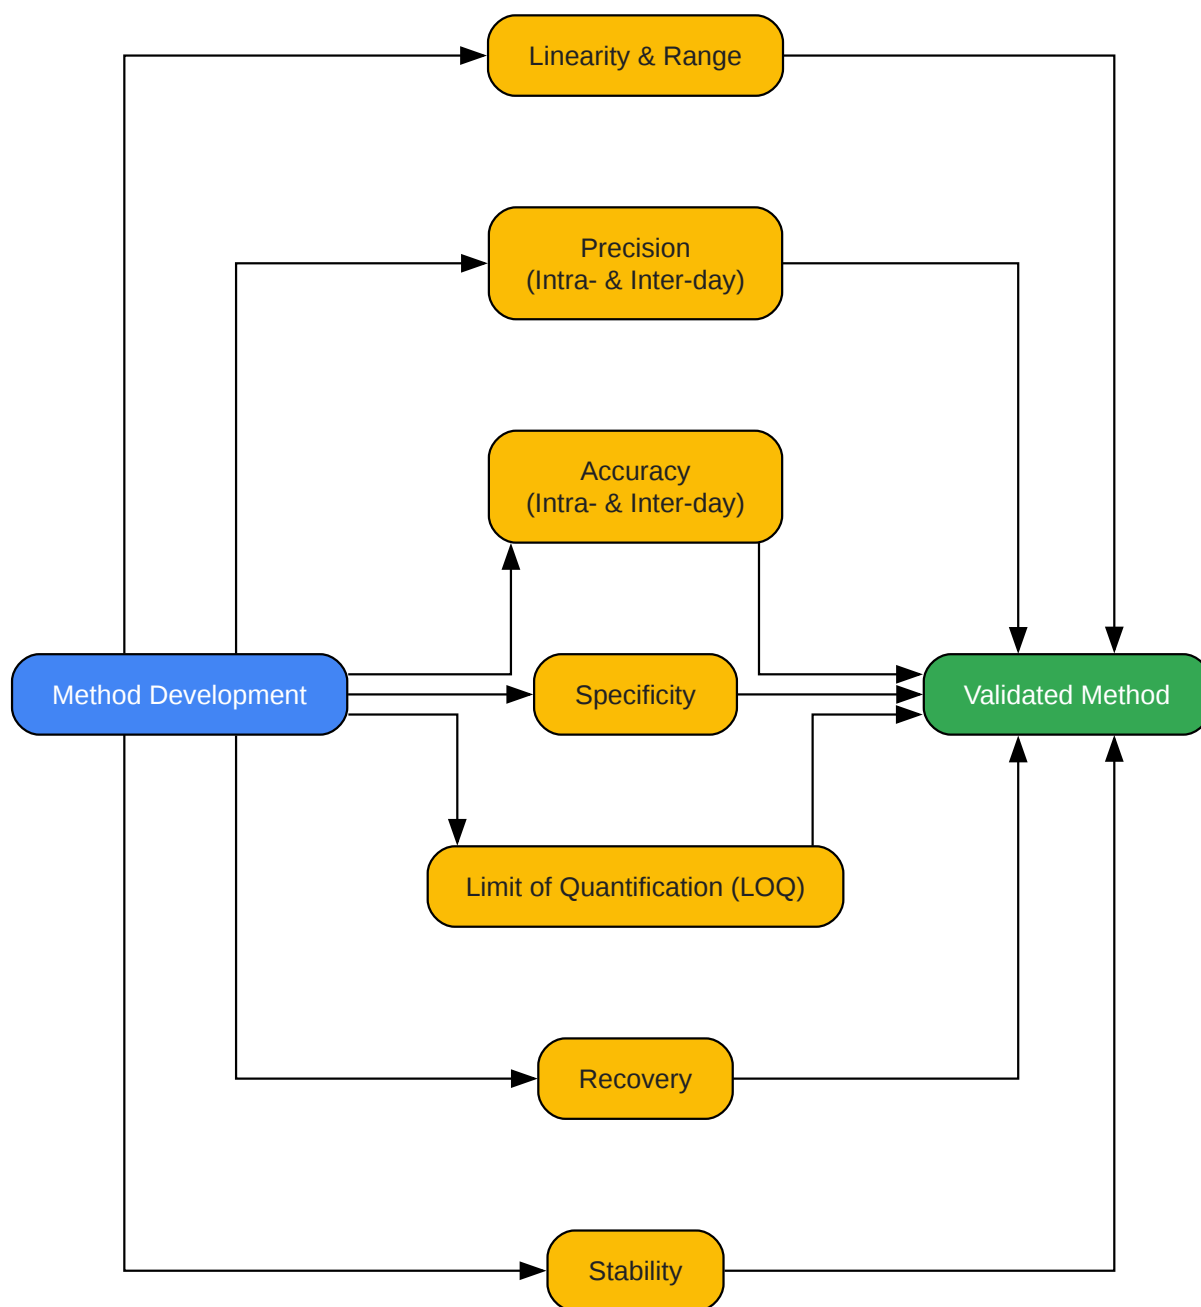 Linearity & Range
Precision
(Intra- & Inter-day)
Accuracy
(Intra- & Inter-day)
Method Development
Specificity
Validated Method
Limit of Quantification (LOQ)
Recovery
Stability